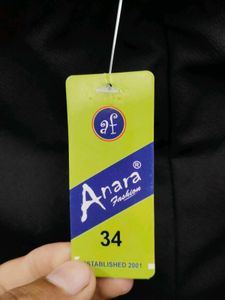 af
Anara®
Fashion
34
ESTABLISHED 2001